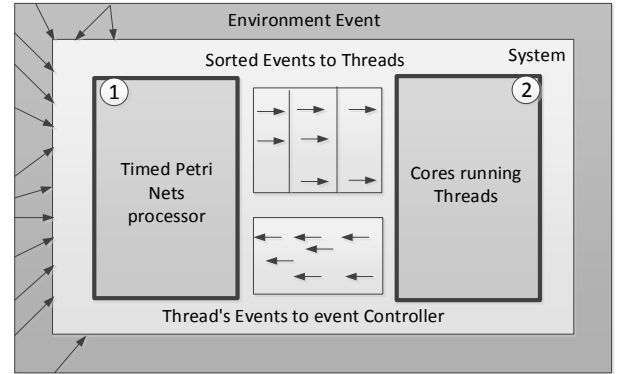 Environment Event
System
Sorted Events to Threads
1
2
Timed Petri
Nets
processor
Cores running
Threads
Thread's Events to event Controller